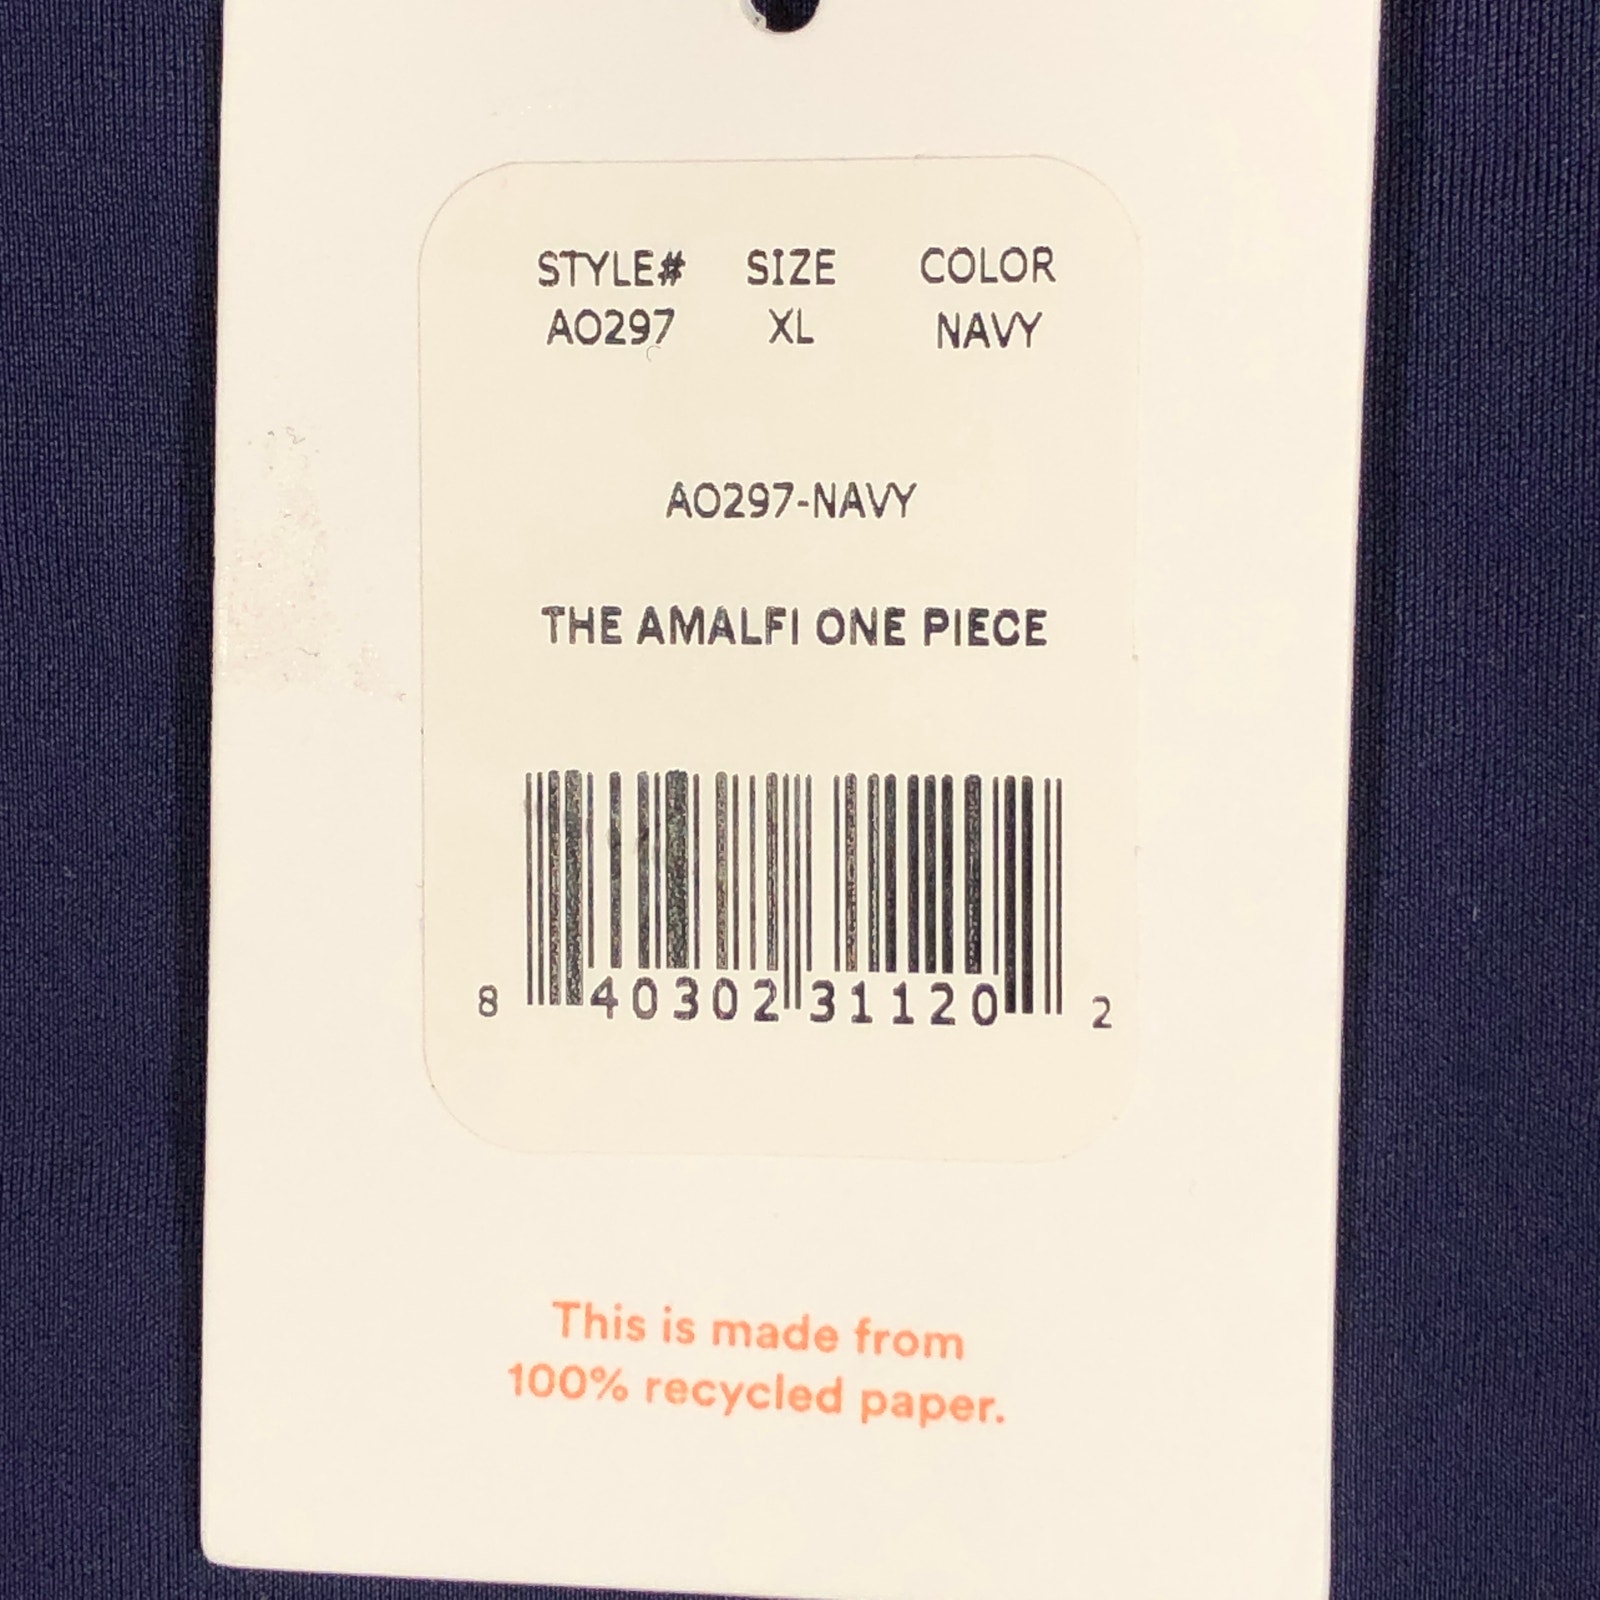 STYLE# SIZE COLOR
AO297 XL NAVY
AO297-NAVY
THE AMALFI ONE PIECE
8 40302 31120 2
This is made from
100% recycled paper.